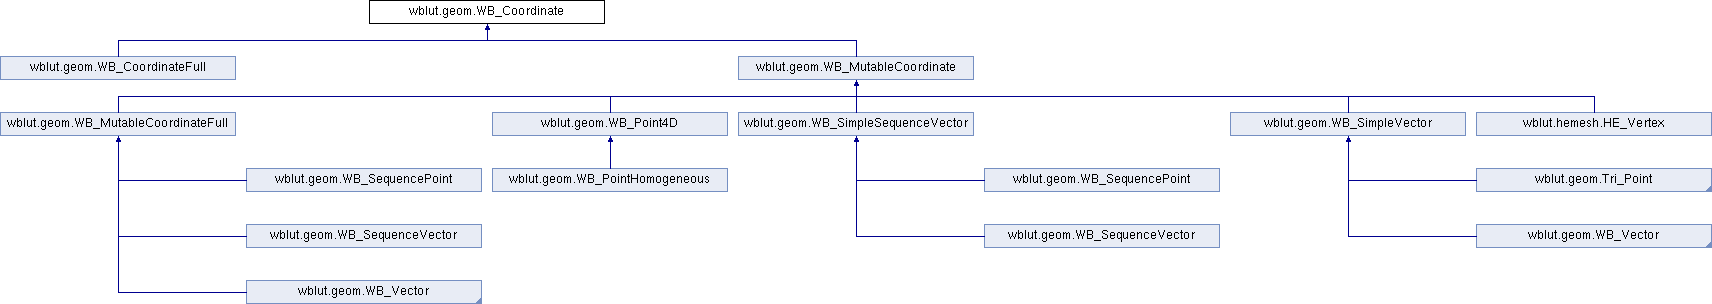 wblut.geom.WB_Coordinate
wblut.geom.WB_CoordinateFull
wblut.geom.WB_MutableCoordinate
wblut.geom.WB_MutableCoordinateFull
wblut.geom.WB_Point4D
wblut.geom.WB_SimpleSequenceVector
wblut.geom.WB_SimpleVector
wblut.hemesh.HE_Vertex
wblut.geom.WB_SequencePoint
wblut.geom.WB_PointHomogeneous
wblut.geom.WB_SequencePoint
wblut.geom.Tri_Point
wblut.geom.WB_SequenceVector
wblut.geom.WB_SequenceVector
wblut.geom.WB_Vector
wblut.geom.WB_Vector